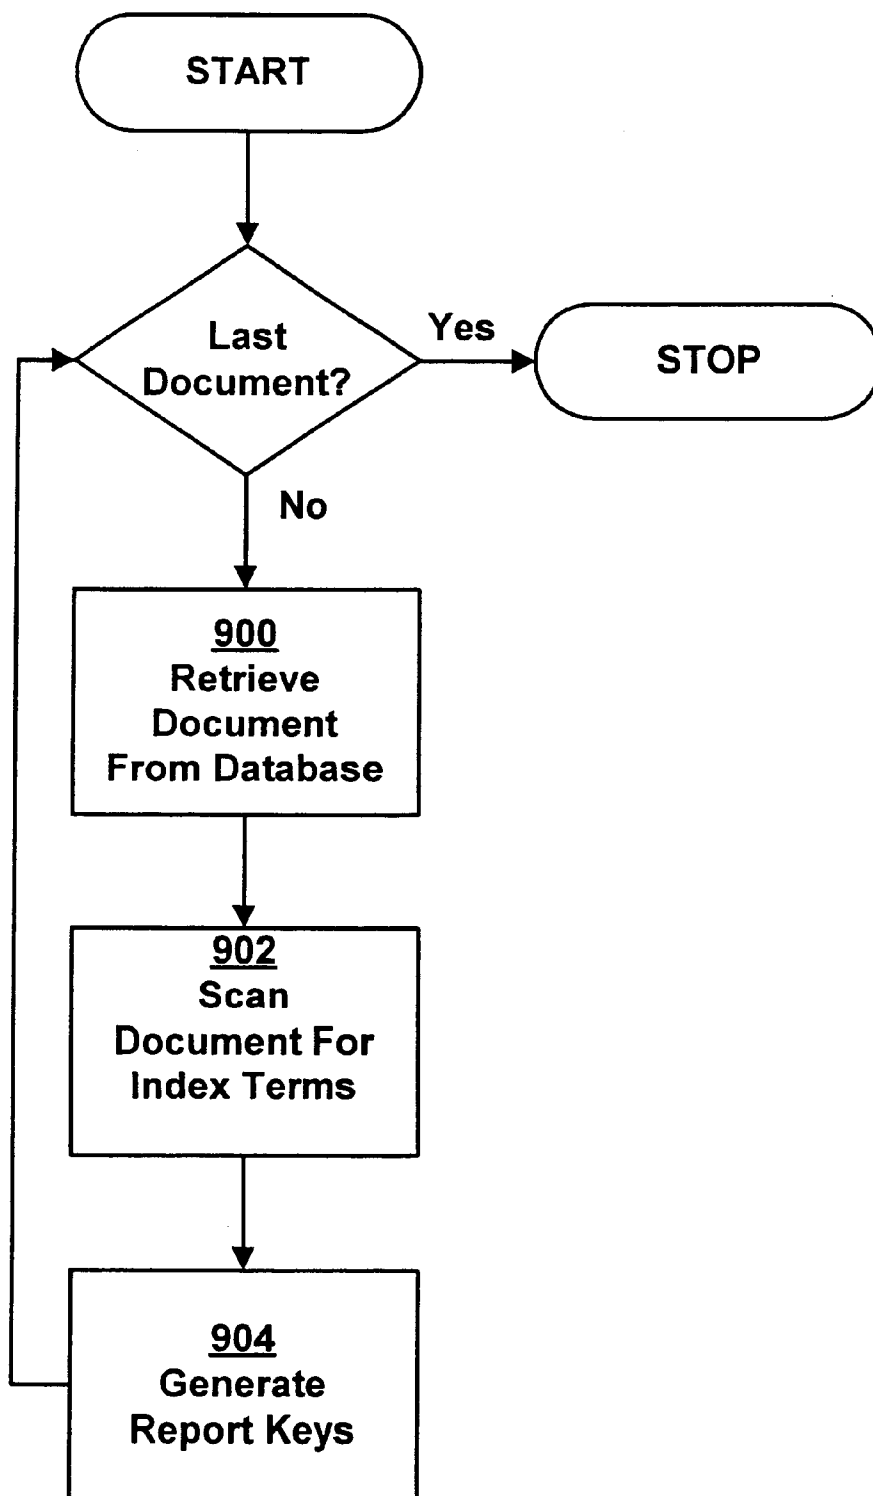 START
Last
Document?
Yes
STOP
No
900
Retrieve
Document
From Database
902
Scan
Document For
Index Terms
904
Generate
Report Keys